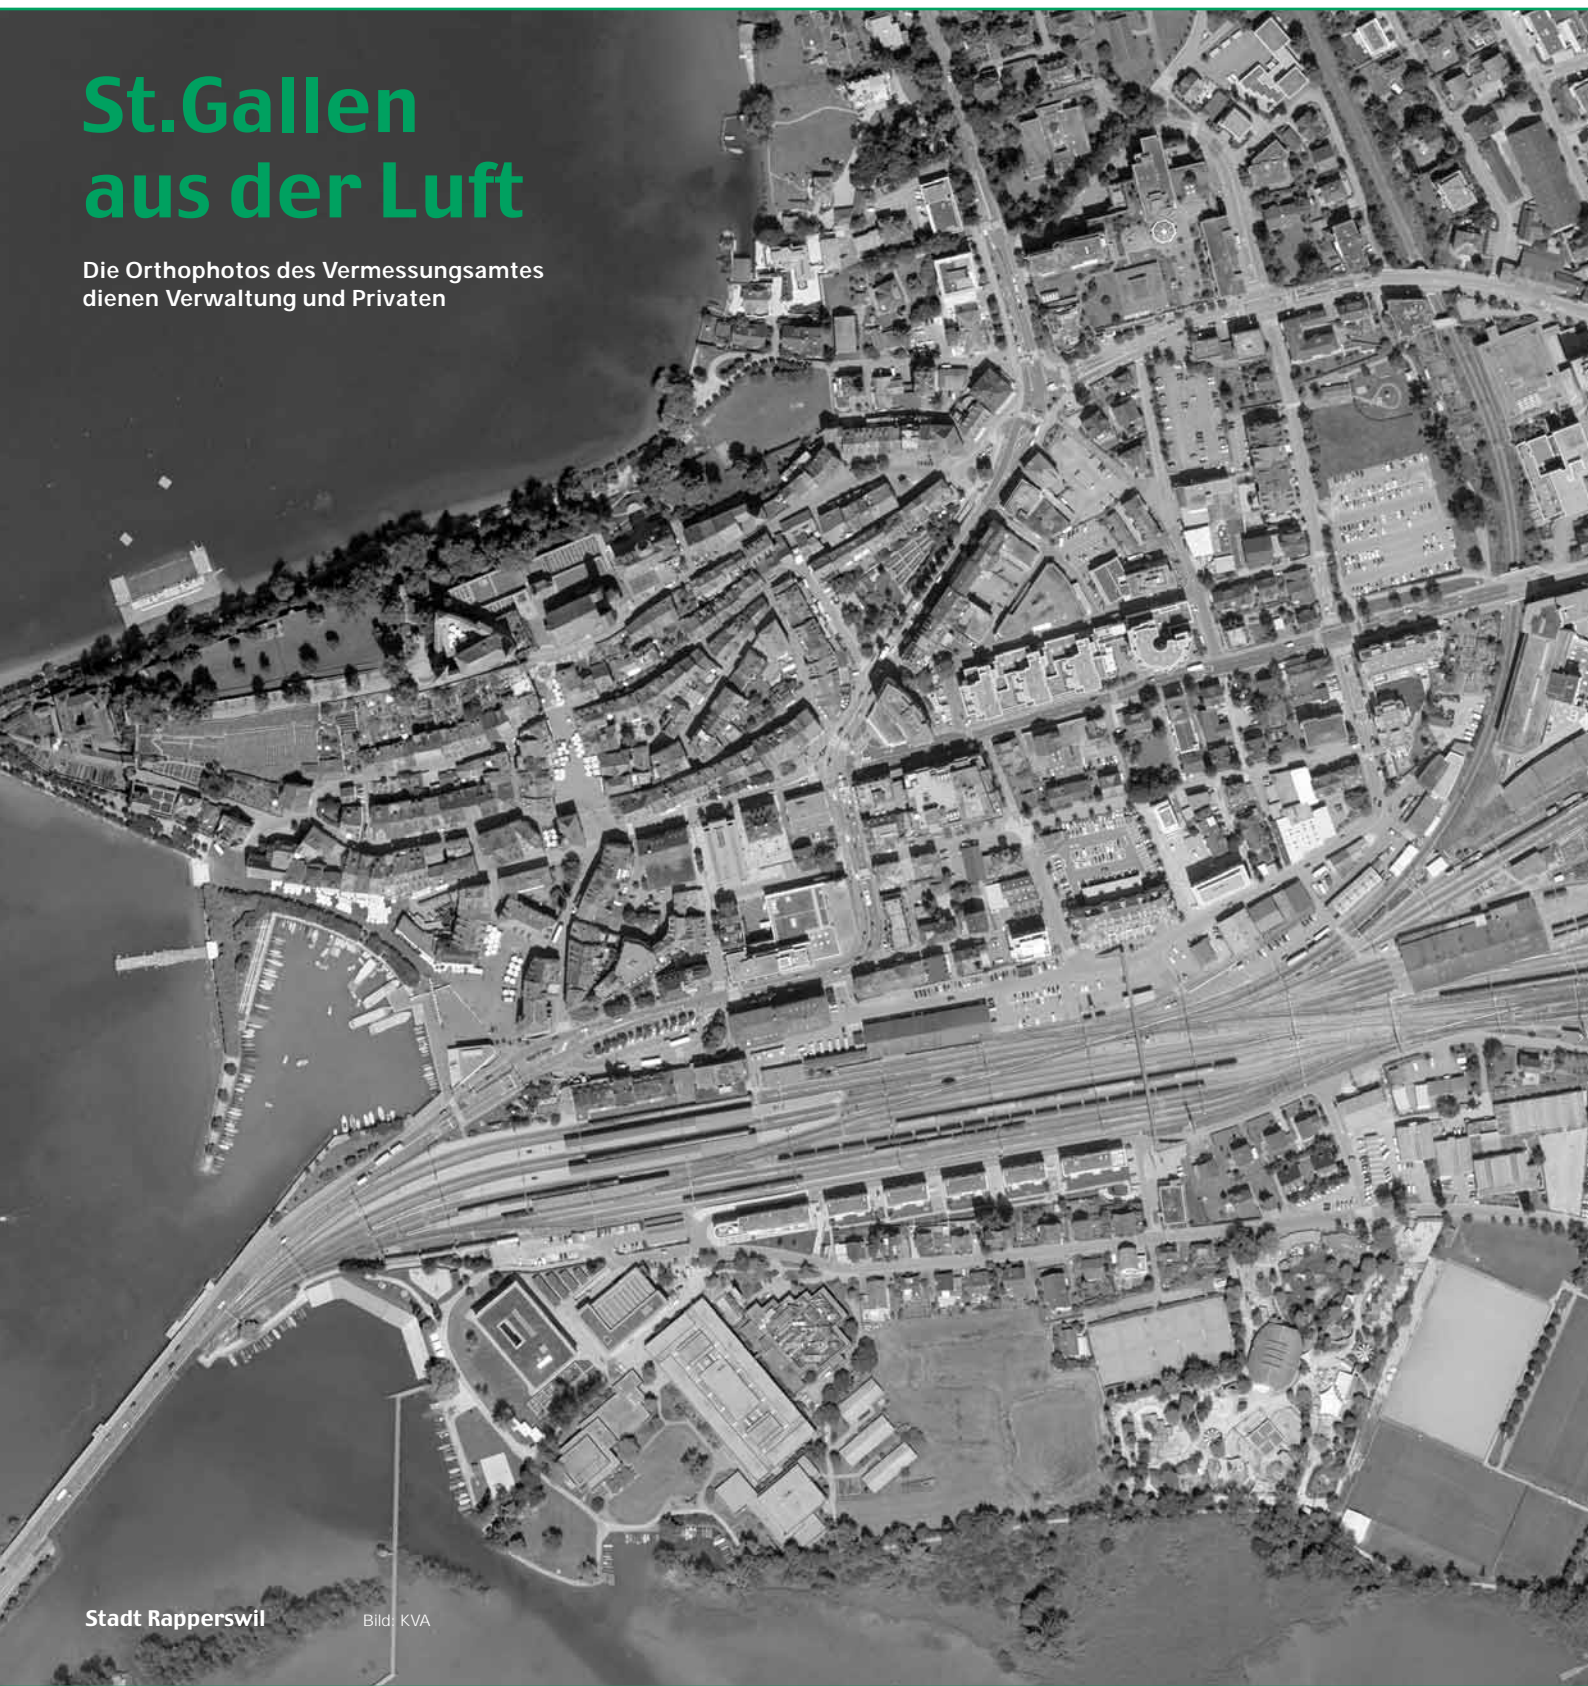 St.Gallen
aus der Luft
Die Orthophotos des Vermessungsamtes
dienen Verwaltung und Privaten
Stadt Rapperswil
Bild: KVA